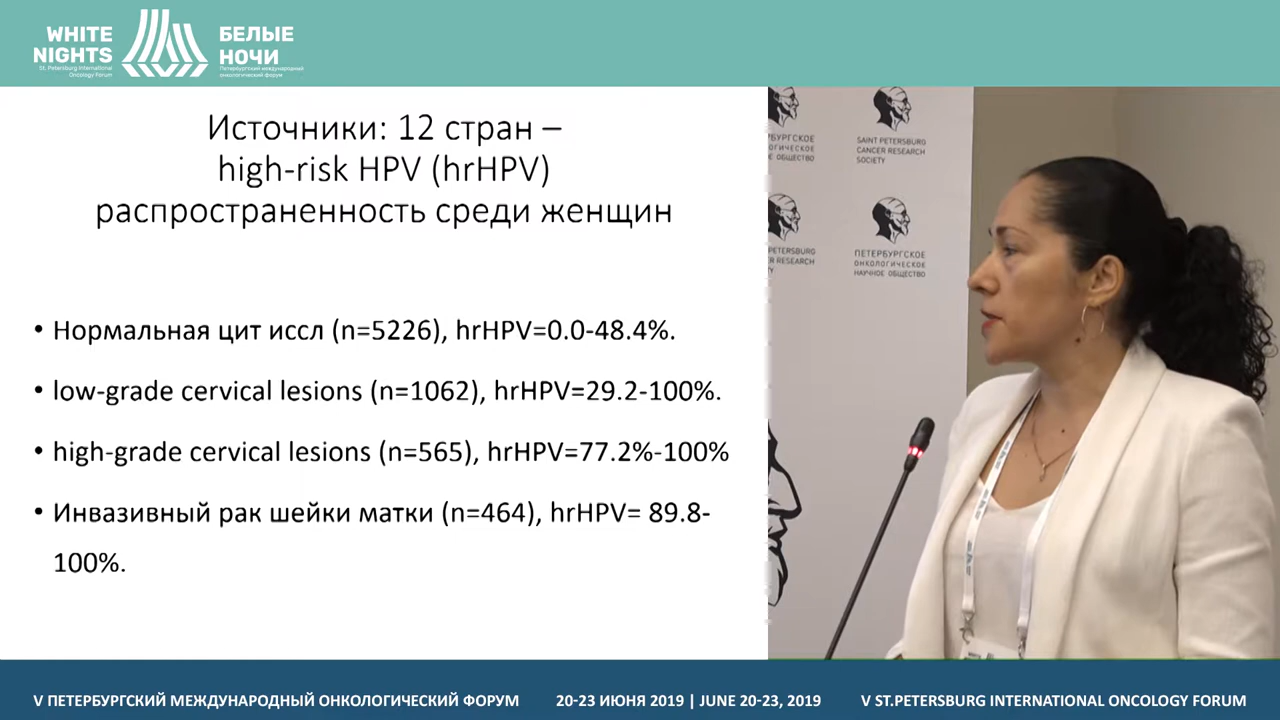 WHITE
NIGHTS
St. Petersburg International
Oncology Forum
БЕЛЫЕ
НОЧИ
Петербургский международный
онкологический форум
Источники: 12 стран –
high-risk HPV (hrHPV)
распространенность среди женщин
• Нормальная цит иссл (n=5226), hrHPV=0.0-48.4%.
• low-grade cervical lesions (n=1062), hrHPV=29.2-100%.
• high-grade cervical lesions (n=565), hrHPV=77.2%-100%
• Инвазивный рак шейки матки (n=464), hrHPV= 89.8-
100%.
SAINT PETERSBURG
CANCER RESEARCH
SOCIETY
ПЕТЕРБУРГСКОЕ
ОНКОЛОГИЧЕСКОЕ
НАУЧНОЕ ОБЩЕСТВО
V ПЕТЕРБУРГСКИЙ МЕЖДУНАРОДНЫЙ ОНКОЛОГИЧЕСКИЙ ФОРУМ
20-23 ИЮНЯ 2019 | JUNE 20-23, 2019
V ST.PETERSBURG INTERNATIONAL ONCOLOGY FORUM